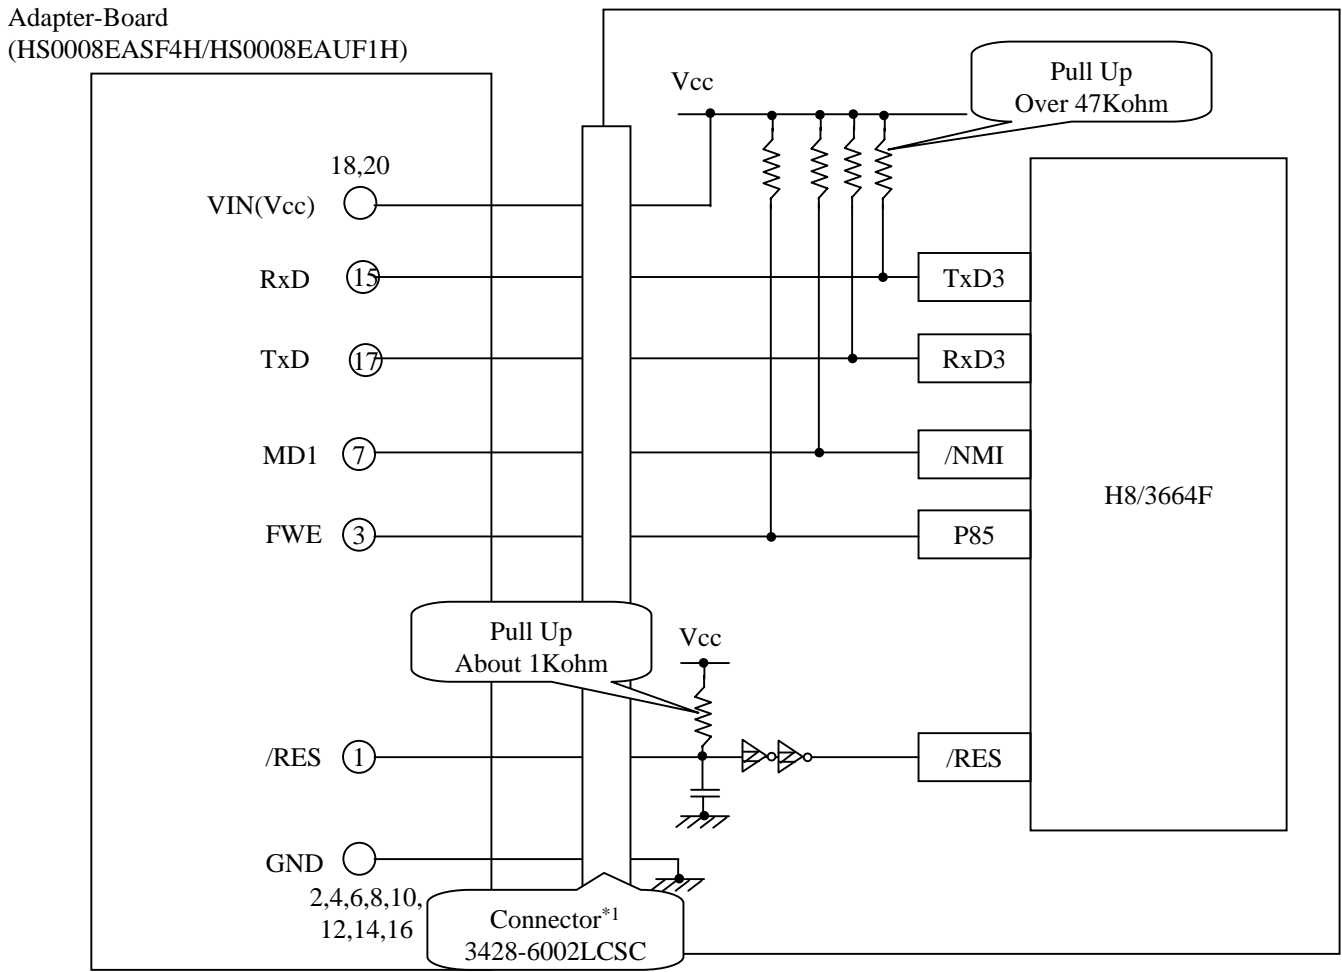 Adapter-Board
(HS0008EASF4H/HS0008EAUF1H)
Vcc
Pull Up
Over 47Kohm
18,20
VIN(Vcc)
RxD 15 TxD3
TxD 17 RxD3
MD1 7 /NMI
H8/3664F
FWE 3 P85
Pull Up
About 1Kohm
Vcc
/RES 1 /RES
GND
2,4,6,8,10,
12,14,16
Connector*1
3428-6002LCSC